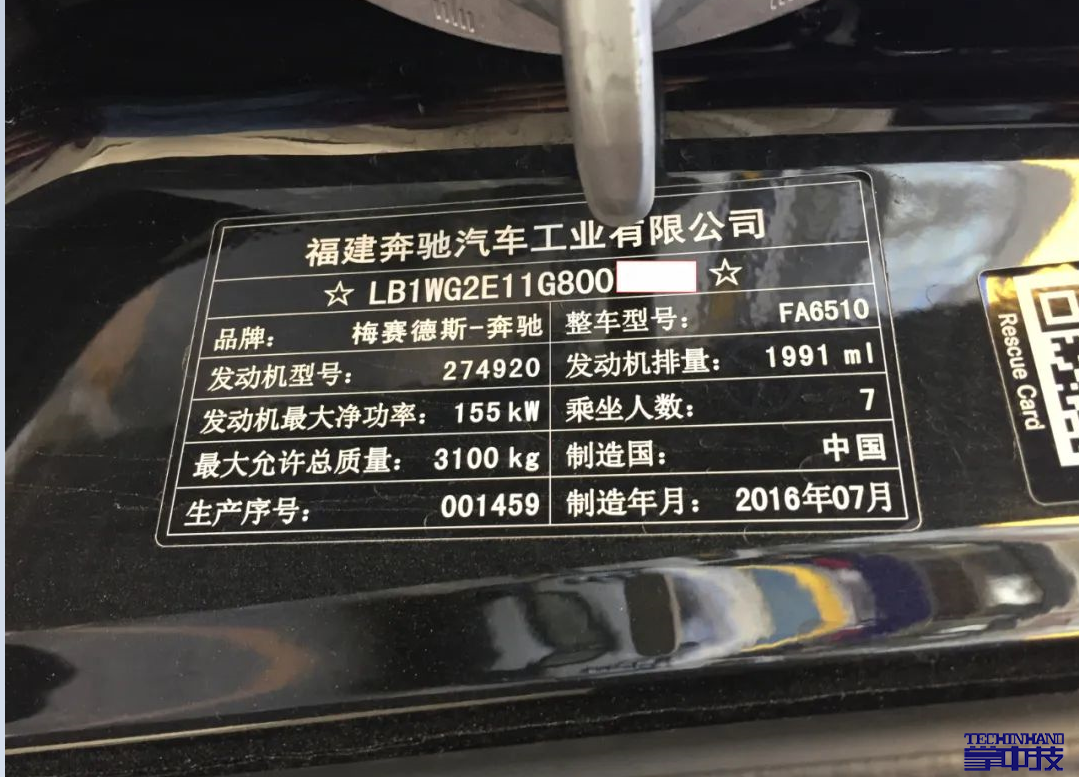 福建奔驰汽车工业有限公司
☆ LB1WG2E11G800 ☆
品牌： 梅赛德斯-奔驰 整车型号： FA6510
发动机型号： 274920 发动机排量： 1991 ml
发动机最大净功率： 155 kW 乘坐人数： 7
最大允许总质量： 3100 kg 制造国： 中国
生产序号： 001459 制造年月： 2016年07月
Rescue Card
TECHINHAND
掌中技